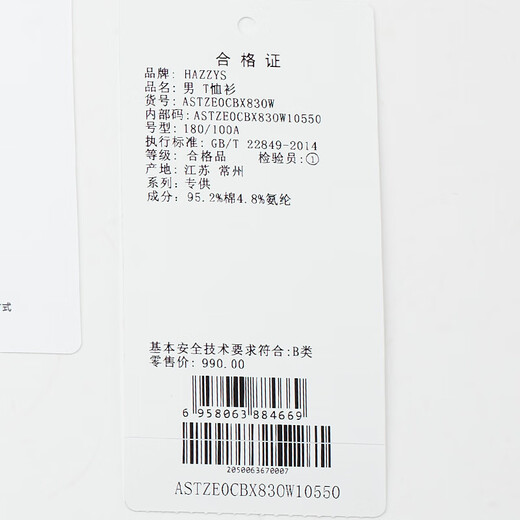 合格证
品牌: HAZZYS
品名: 男 T恤衫
货号: ASTZE0CBX830W
内部码: ASTZE0CBX830W10550
号型: 180/100A
执行标准: GB/T 22849-2014
等级: 合格品 检验员:①
产地: 江苏 常州
系列: 专供
成分: 95.2%棉4.8%氨纶
式
基本安全技术要求符合:B类
零售价: 990.00
6 958063 884669
2050063670007
ASTZE0CBX830W10550